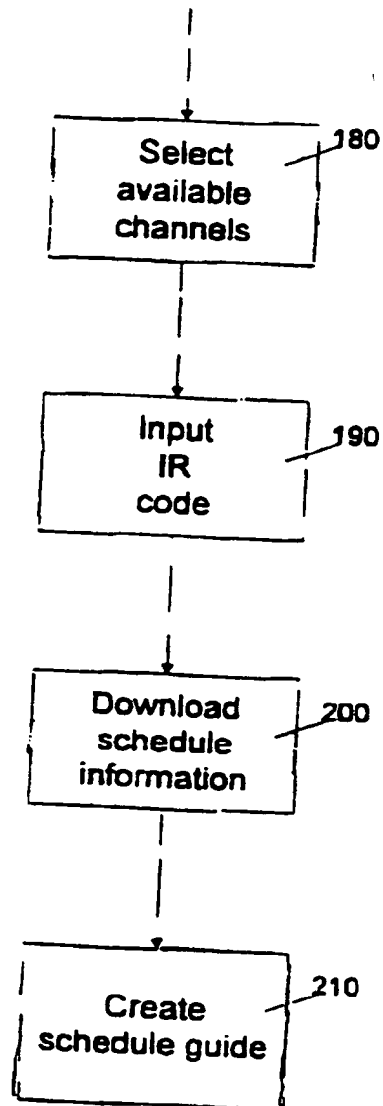 180
Select
available
channels
190
Input
IR
code
200
Download
schedule
information
210
Create
schedule guide